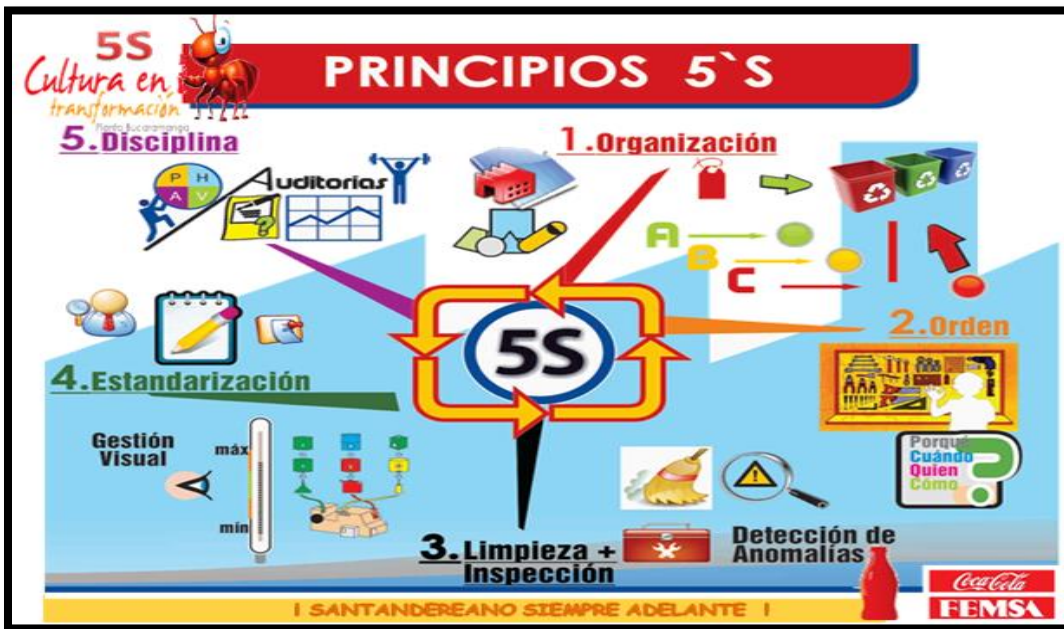 5S
Cultura en
transformación
Planta Bucaramanga
PRINCIPIOS 5`S
5.Disciplina
P H
A V
Auditorias
1.Organización
A
B
C
2.Orden
Porqué
Cuándo
Quien
Cómo
?
5S
4.Estandarización
Gestión
Visual
máx
mín
3.Limpieza +
Inspección
Detección de
Anomalías
¡ SANTANDEREANO SIEMPRE ADELANTE !
Coca-Cola
FEMSA